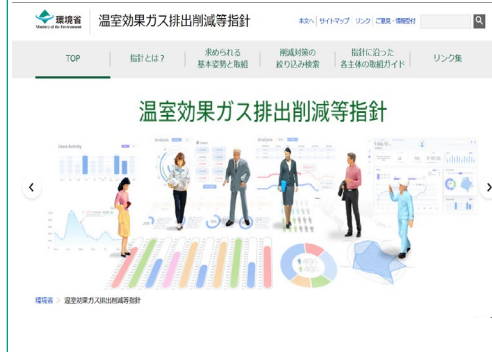 環境省
Ministry of the Environment
温室効果ガス排出削減等指針
本文へ サイトマップ リンク ご意見・情報受付
TOP
指針とは？
求められる
基本姿勢と取組
削減対策の
絞り込み検索
指針に沿った
各主体の取組ガイド
リンク集
温室効果ガス排出削減等指針
環境省 > 温室効果ガス排出削減等指針